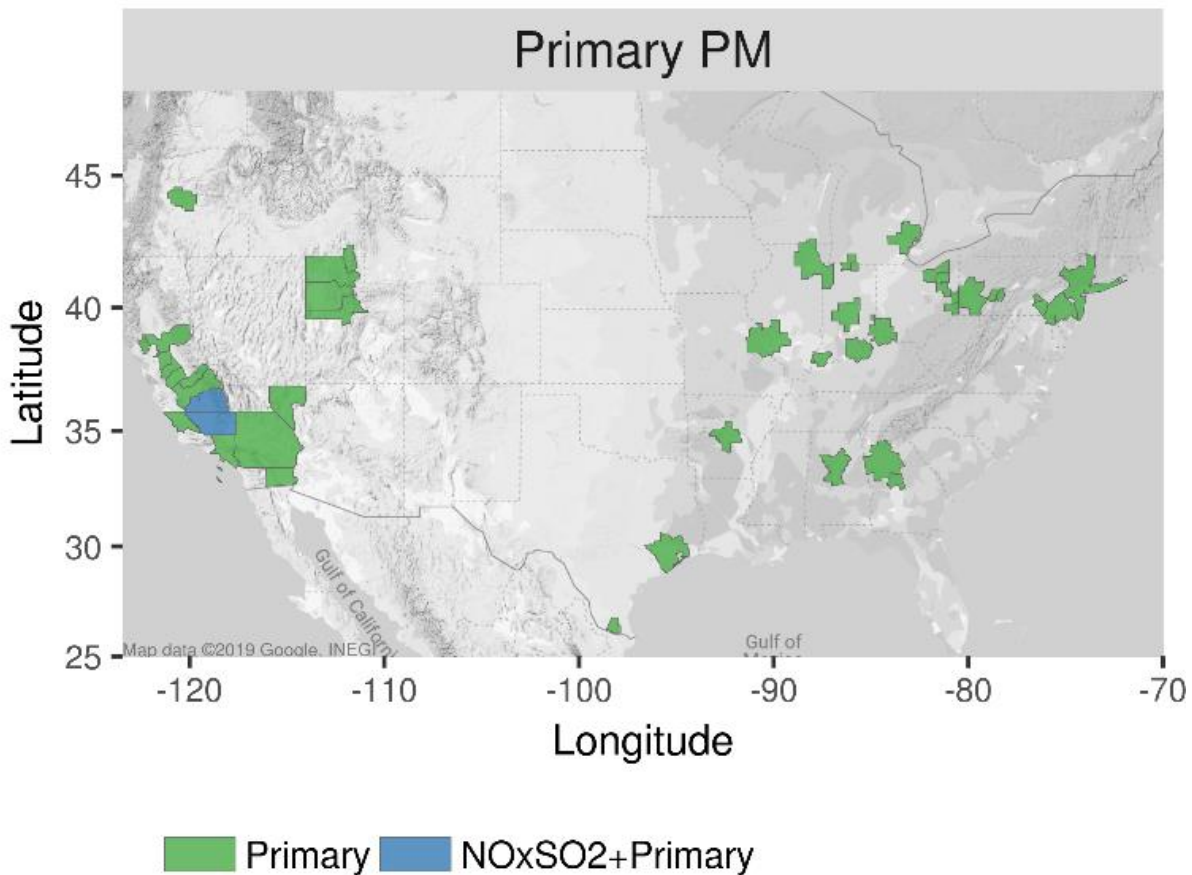 Primary PM
45
40
35
30
25
Latitude
Gulf of Californi
Map data ©2019 Google, INEGI
Gulf of
-120 -110 -100 -90 -80 -70
Longitude
Primary NOxSO2+Primary